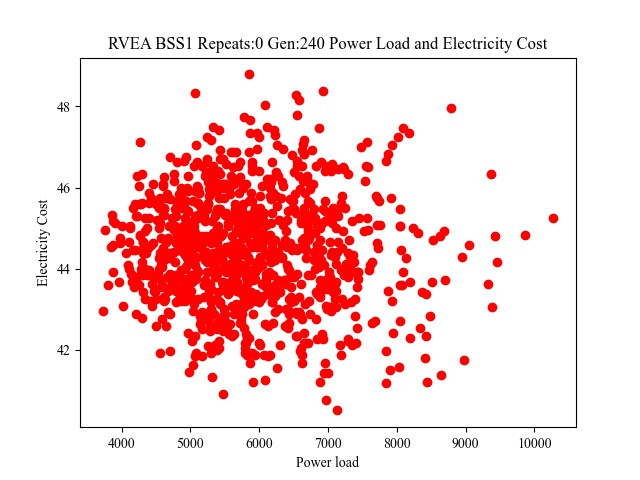 RVEA BSS1 Repeats:0 Gen:240 Power Load and Electricity Cost
48
46
44
42
Electricity Cost
4000 5000 6000 7000 8000 9000 10000
Power load